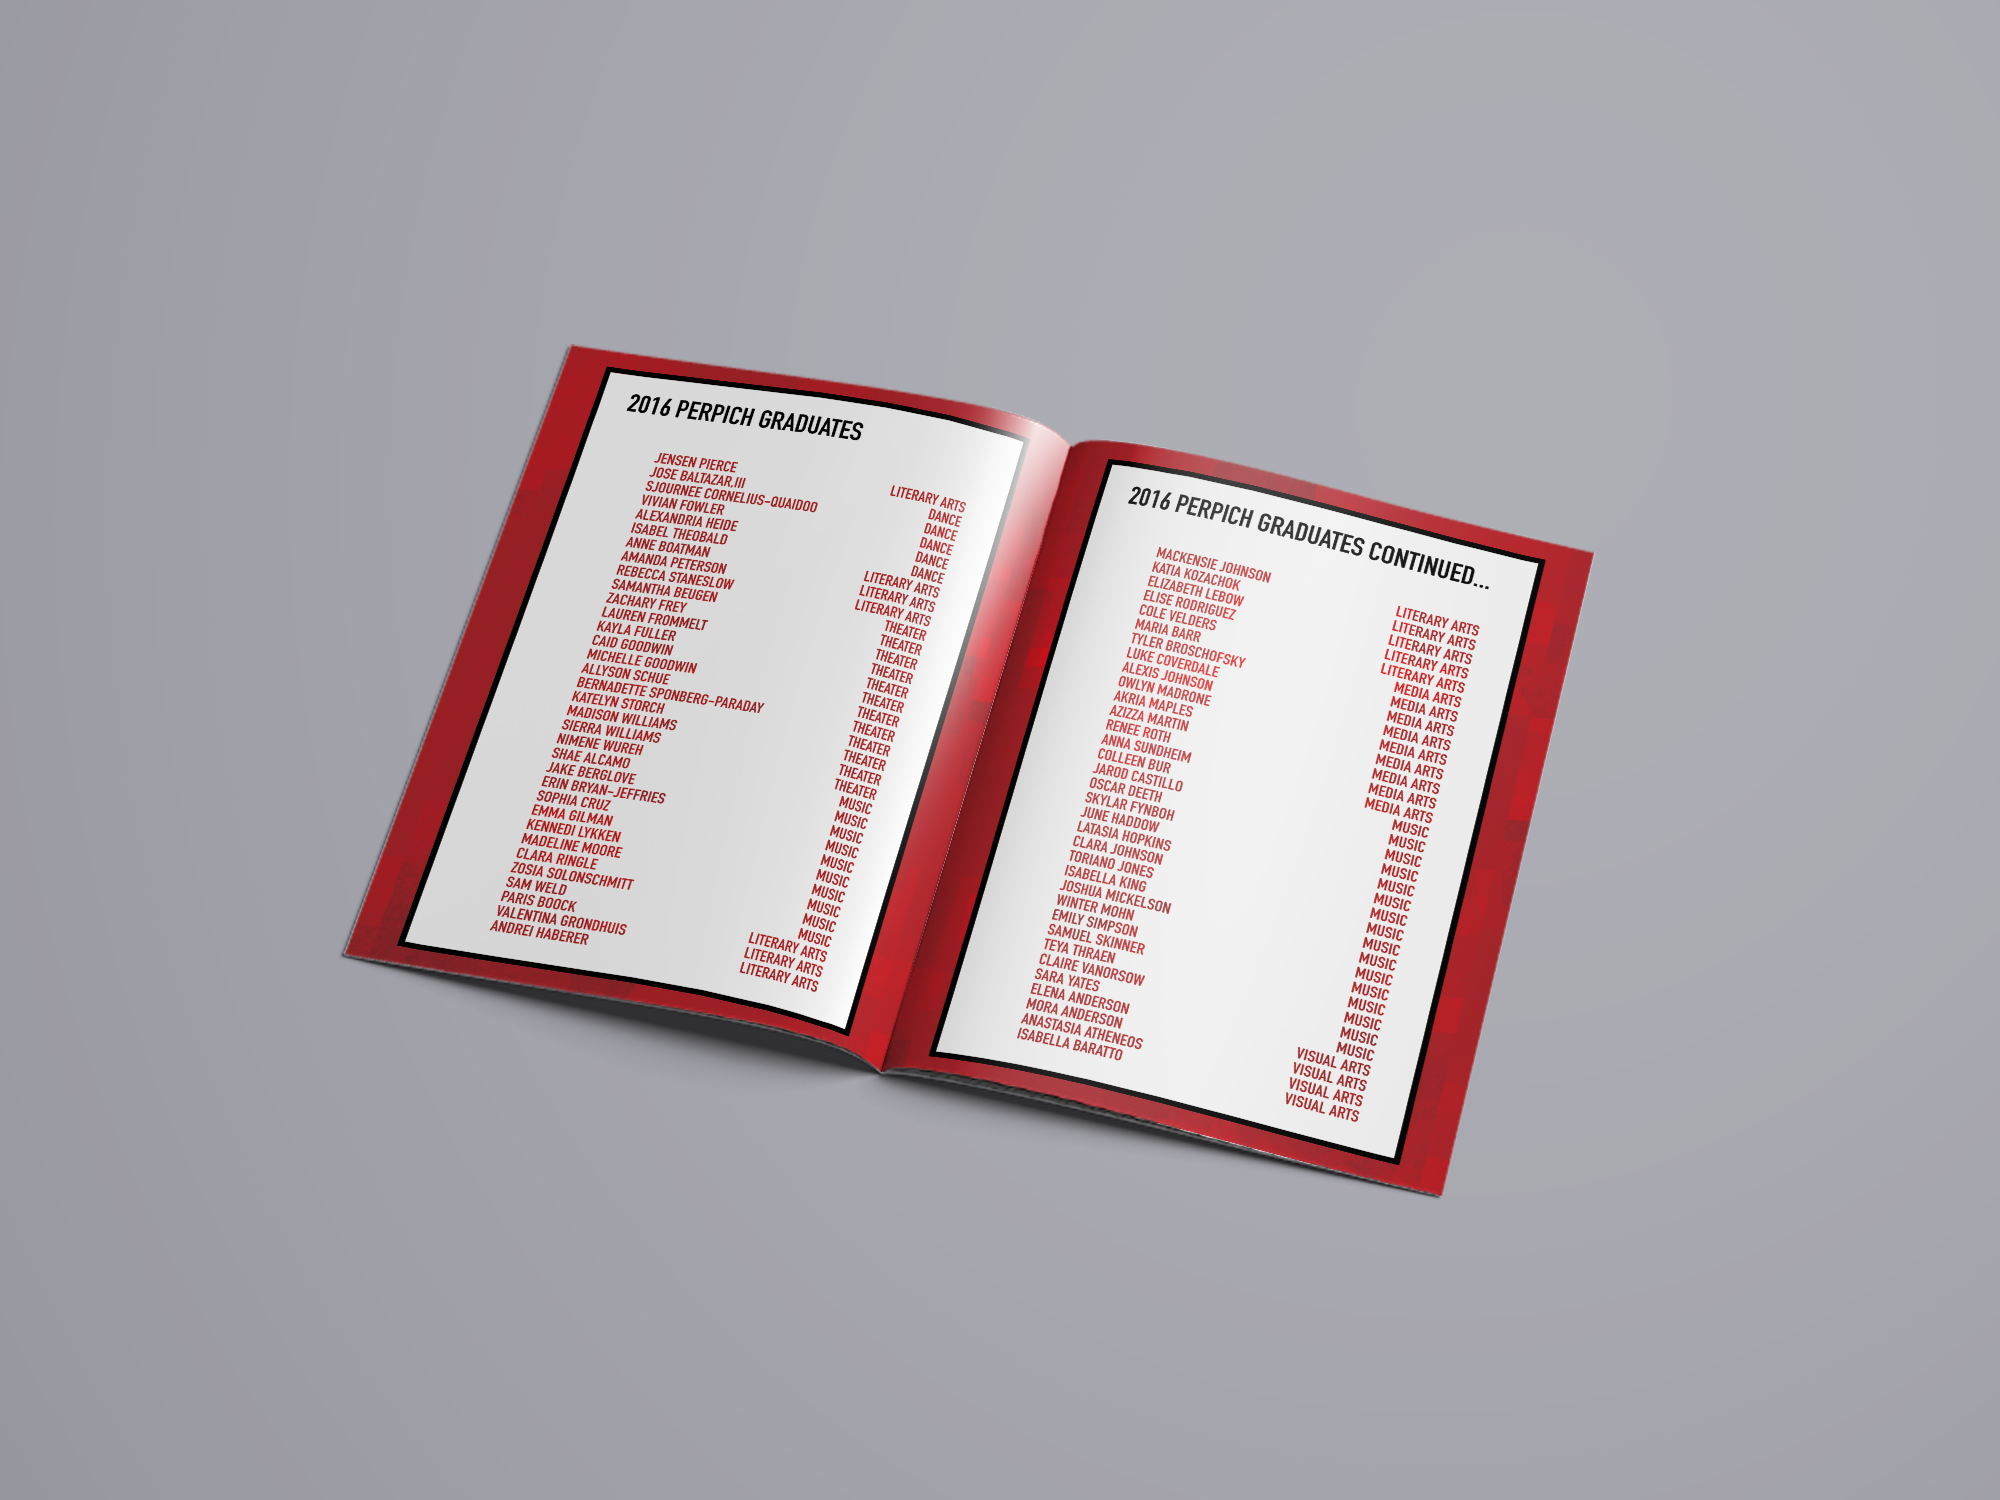 2016 PERPICH GRADUATES
JENSEN PIERCE LITERARY ARTS
JOSE BALTAZAR.III DANCE
SJOURNEE CORNELIUS-QUAIDOO DANCE
VIVIAN FOWLER DANCE
ALEXANDRIA HEIDE DANCE
ISABEL THEOBALD DANCE
ANNE BOATMAN LITERARY ARTS
AMANDA PETERSON LITERARY ARTS
REBECCA STANESLOW LITERARY ARTS
SAMANTHA BEUGEN THEATER
ZACHARY FREY THEATER
LAUREN FROMMELT THEATER
KAYLA FULLER THEATER
CAID GOODWIN THEATER
MICHELLE GOODWIN THEATER
ALLYSON SCHUE THEATER
BERNADETTE SPONBERG-PARADAY THEATER
KATELYN STORCH THEATER
MADISON WILLIAMS THEATER
SIERRA WILLIAMS THEATER
NIMENE WUREH THEATER
SHAE ALCAMO MUSIC
JAKE BERGLOVE MUSIC
ERIN BRYAN-JEFFRIES MUSIC
SOPHIA CRUZ MUSIC
EMMA GILMAN MUSIC
KENNEDI LYKKEN MUSIC
MADELINE MOORE MUSIC
CLARA RINGLE MUSIC
ZOSIA SOLONSCHMITT MUSIC
SAM WELD MUSIC
PARIS BOOCK LITERARY ARTS
VALENTINA GRONDHUIS LITERARY ARTS
ANDREI HABERER LITERARY ARTS
2016 PERPICH GRADUATES CONTINUED...
MACKENSIE JOHNSON LITERARY ARTS
KATIA KOZACHOK LITERARY ARTS
ELIZABETH LEBOW LITERARY ARTS
ELISE RODRIGUEZ LITERARY ARTS
COLE VELDERS LITERARY ARTS
MARIA BARR MEDIA ARTS
TYLER BROSCHOFSKY MEDIA ARTS
LUKE COVERDALE MEDIA ARTS
ALEXIS JOHNSON MEDIA ARTS
OWLYN MADRONE MEDIA ARTS
AKRIA MAPLES MEDIA ARTS
AZIZZA MARTIN MEDIA ARTS
RENEE ROTH MEDIA ARTS
ANNA SUNDHEIM MEDIA ARTS
COLLEEN BUR MUSIC
JAROD CASTILLO MUSIC
OSCAR DEETH MUSIC
SKYLAR FYNBOH MUSIC
JUNE HADDOW MUSIC
LATASIA HOPKINS MUSIC
CLARA JOHNSON MUSIC
TORIANO JONES MUSIC
ISABELLA KING MUSIC
JOSHUA MICKELSON MUSIC
WINTER MOHN MUSIC
EMILY SIMPSON MUSIC
SAMUEL SKINNER MUSIC
TEYA THRAEN MUSIC
CLAIRE VANORSOW MUSIC
SARA YATES MUSIC
ELENA ANDERSON VISUAL ARTS
MORA ANDERSON VISUAL ARTS
ANASTASIA ATHENEOS VISUAL ARTS
ISABELLA BARATTO VISUAL ARTS